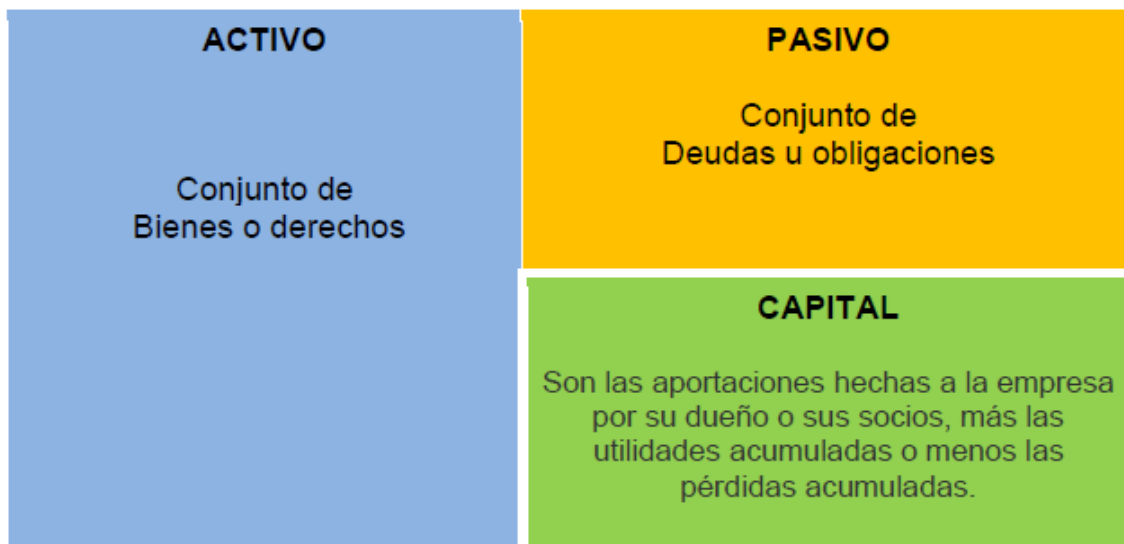 ACTIVO
Conjunto de
Bienes o derechos
PASIVO
Conjunto de
Deudas u obligaciones
CAPITAL
Son las aportaciones hechas a la empresa
por su dueño o sus socios, más las
utilidades acumuladas o menos las
pérdidas acumuladas.